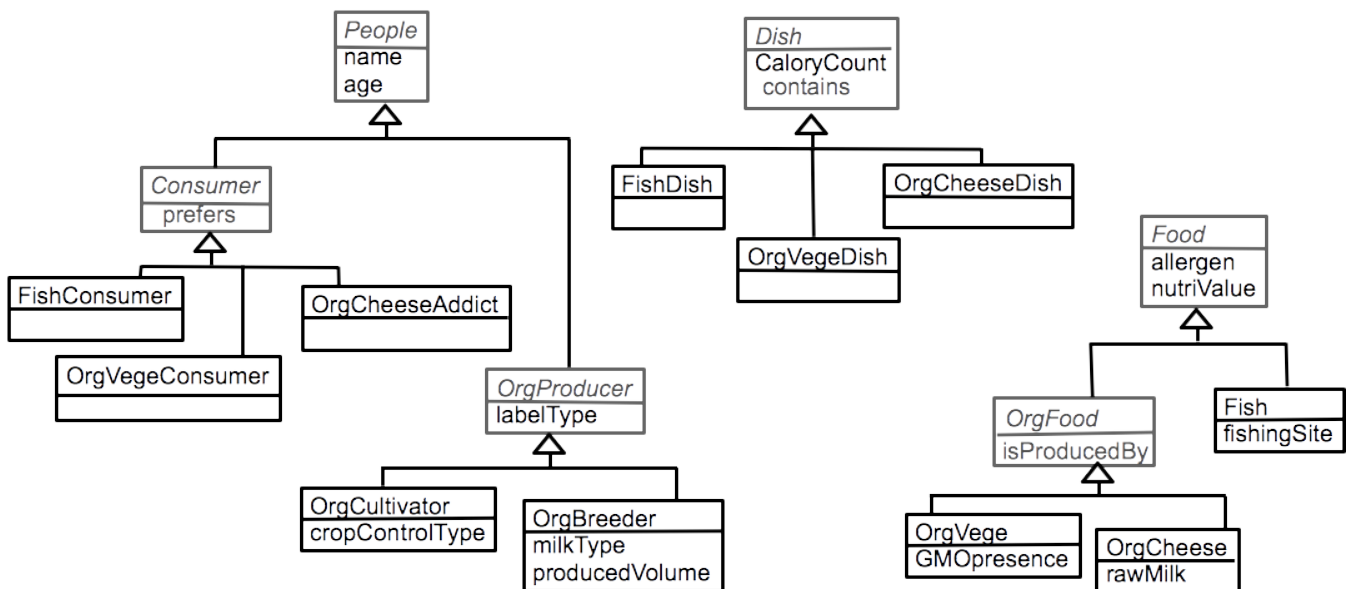 People
name
age
Dish
CaloryCount
contains
Consumer
prefers
FishDish
OrgCheeseDish
OrgVegeDish
Food
allergen
nutriValue
FishConsumer
OrgCheeseAddict
OrgVegeConsumer
OrgProducer
labelType
OrgFood
isProducedBy
Fish
fishingSite
OrgCultivator
cropControlType
OrgBreeder
milkType
producedVolume
OrgVege
GMOpresence
OrgCheese
rawMilk